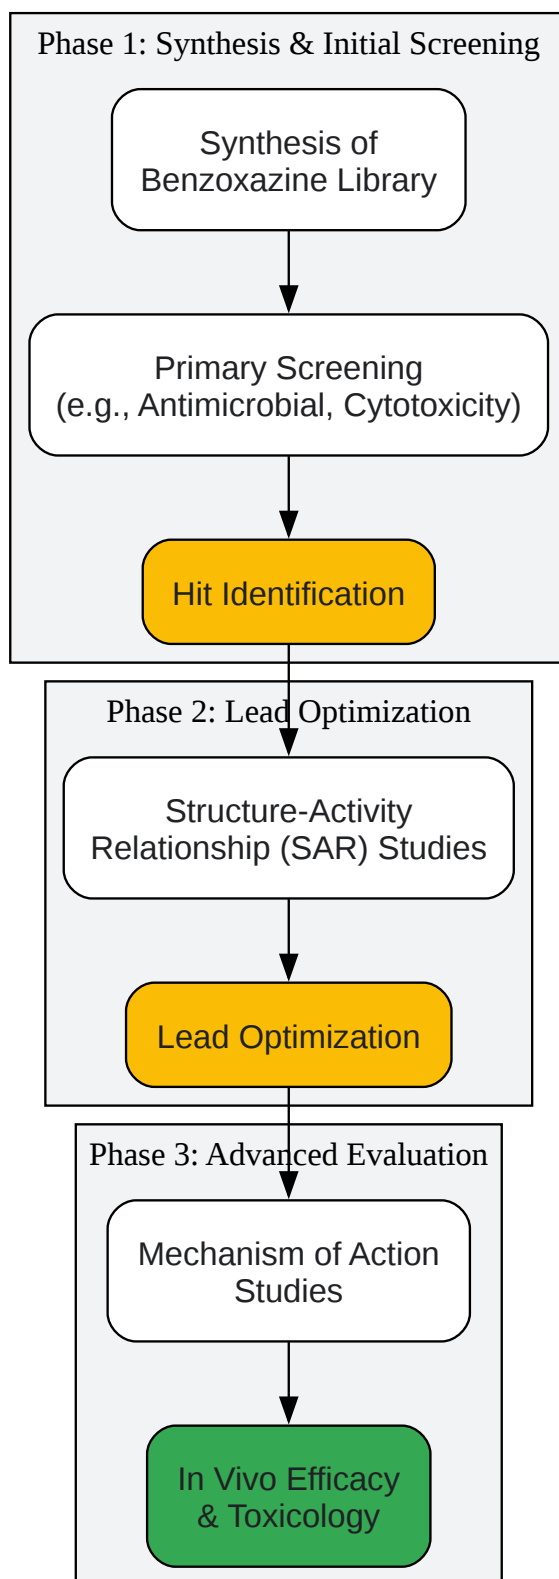 Phase 1: Synthesis & Initial Screening
Synthesis of
Benzoxazine Library
Primary Screening
(e.g., Antimicrobial, Cytotoxicity)
Hit Identification
Phase 2: Lead Optimization
Structure-Activity
Relationship (SAR) Studies
Lead Optimization
Phase 3: Advanced Evaluation
Mechanism of Action
Studies
In Vivo Efficacy
& Toxicology